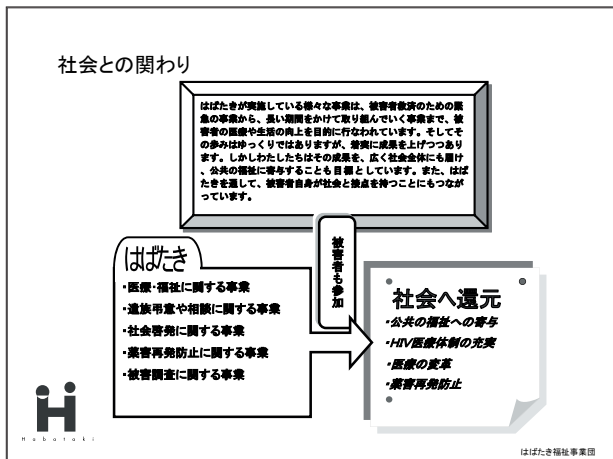 社会との関わり
はばたきが実施している様々な事業は、被害者救済のための緊
急の事業から、長い期間をかけて取り組んでいく事業まで、被
害者の医療や生活の向上を目的に行なわれています。そしてそ
の歩みはゆっくりではありますが、着実に成果を上げつつあり
ます。しかしわたしたちはその成果を、広く社会全体にも届け
、公共の福祉に寄与することも目標としています。また、はば
たきを通して、被害者自身が社会と接点を持つことにもつなが
っています。
被害者も参加
はばたき
・医療・福祉に関する事業
・遺族弔意や相談に関する事業
・社会啓発に関する事業
・薬害再発防止に関する事業
・被害調査に関する事業
社会へ還元
・公共の福祉への寄与
・HIV医療体制の充実
・医療の変革
・薬害再発防止
Habataki
はばたき福祉事業団